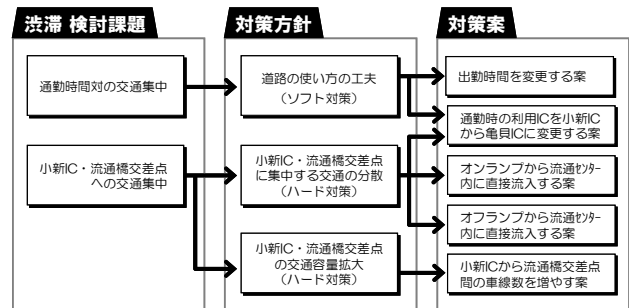 渋滞 検討課題
対策方針
対策案
通勤時間対の交通集中
小新IC・流通橋交差点
への交通集中
道路の使い方の工夫
（ソフト対策）
小新IC・流通橋交差点
に集中する交通の分散
（ハード対策）
小新IC・流通橋交差点
の交通容量拡大
（ハード対策）
出勤時間を変更する案
通勤時の利用ICを小新IC
から亀貝ICに変更する案
オンランプから流通ｾﾝﾀｰ
内に直接流入する案
オフランプから流通ｾﾝﾀｰ
内に直接流入する案
小新ICから流通橋交差点
間の車線数を増やす案